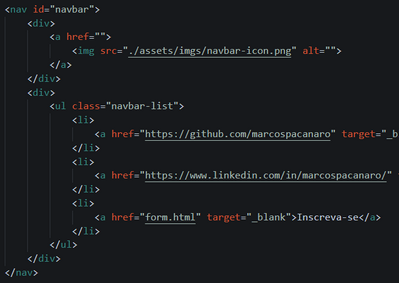 <nav id="navbar">
<div>
<a href="">
<img src="./assets/imgs/navbar-icon.png" alt="">
</a>
</div>
<div>
<ul class="navbar-list">
<li>
<a href="https://github.com/marcospacanaro" target="_b
</li>
<li>
<a href="https://www.linkedin.com/in/marcospacanaro/"
</li>
<li>
<a href="form.html" target="_blank">Inscreva-se</a>
</li>
</ul>
</div>
</nav>